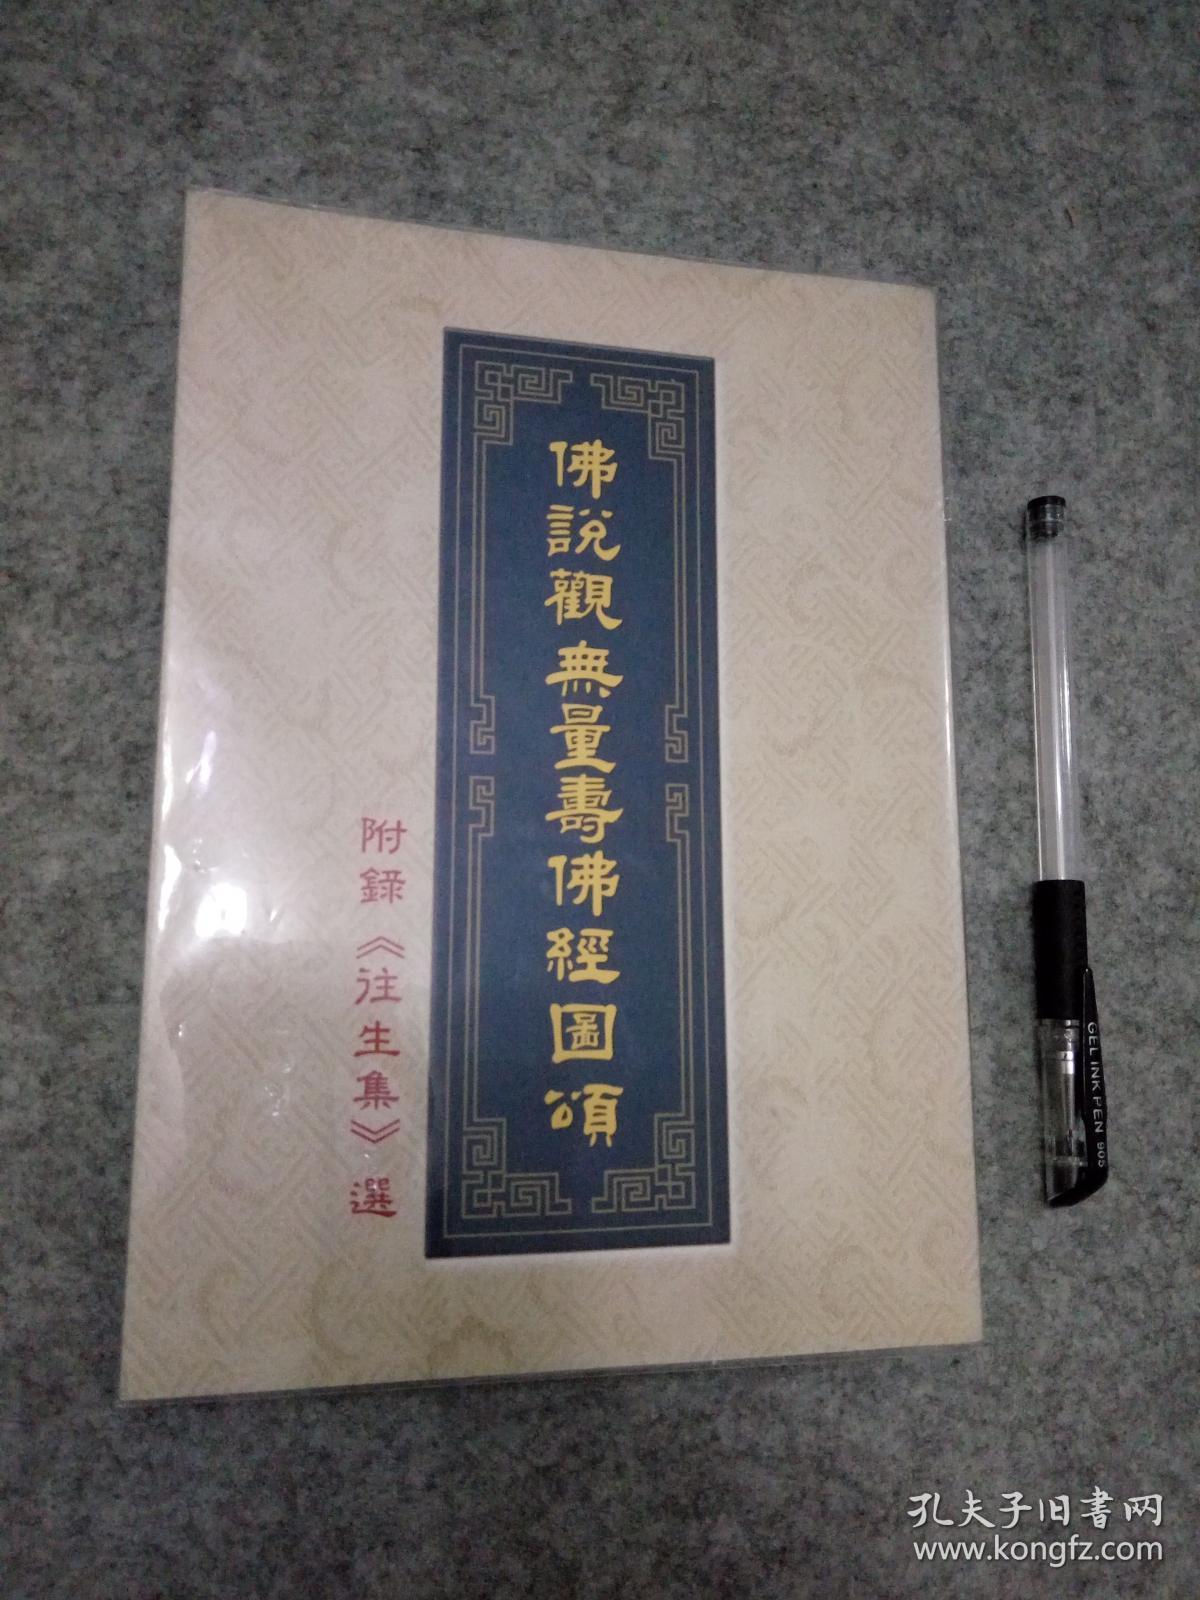 佛說觀無量壽佛經圖頌
附錄《往生集》選
GEL INK PEN 905
孔夫子旧书网
www.kongfz.com